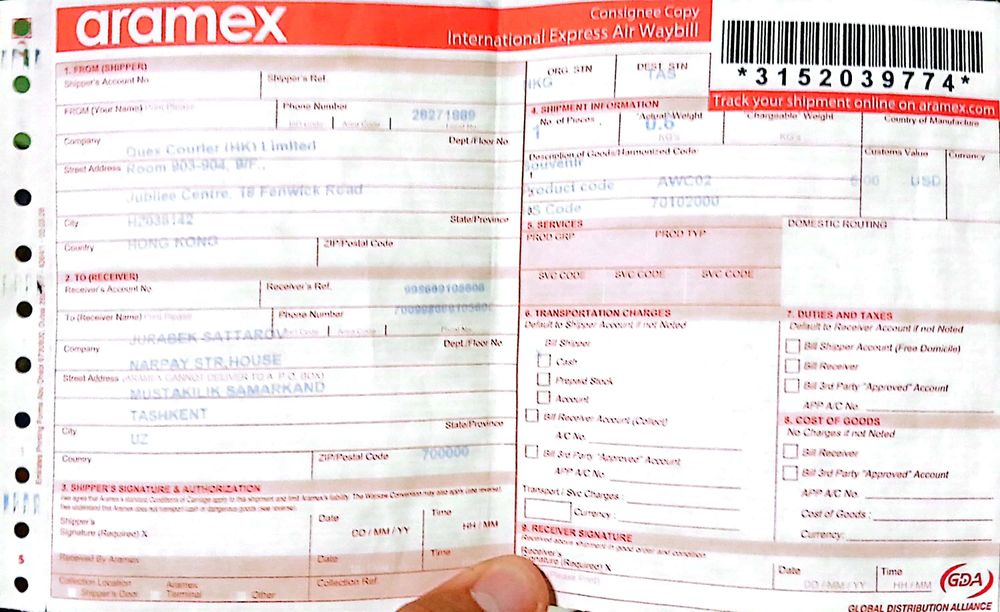 aramex
Consignee Copy
International Express Air Waybill
*3152039774*
Track your shipment online on aramex.com
1. FROM (SHIPPER)
Shipper's Account No.
Shipper's Ref.
FROM (Your Name) Please Print
Phone Number
28271989
Company
Dept./Floor No.
Quex Courier (HK) Limited
Street Address
Room 903-904, 9/F.,
Jubilee Centre, 18 Fenwick Road
City
State/Province
Country
HONG KONG
ZIP/Postal Code
2. TO (RECEIVER)
Receiver's Account No.
Receiver's Ref.
To (Receiver Name)
Phone Number
JURABEK SATTAROV
Company
Dept./Floor No.
NARPAY STR,HOUSE
Street Address (ARAMEX CANNOT DELIVER TO A P.O. BOX)
MUSTAKILIK SAMARKAND
TASHKENT
City
State/Province
UZ
Country
ZIP/Postal Code
700000
3. SHIPPER'S SIGNATURE & AUTHORIZATION
Shipper's
Signature (Required) X
Date
DD / MM / YY
Time
HH / MM
Received By Aramex
Date
Time
Collection Location
Shipper's Door
Aramex
Terminal
Other
Collection Ref.
5
ORG. STN
HKG
DEST. STN
TAS
4. SHIPMENT INFORMATION
No. of Pieces
1
"Actual" Weight
KG's
"Chargeable" Weight
KG's
Country of Manufacture
Description of Goods/Harmonized Code
Customs Value
Currency
Souvenir
oduct code
AWC02
USD
S Code
70102000
5. SERVICES
PROD GRP
PROD TYP
SVC CODE
SVC CODE
SVC CODE
DOMESTIC ROUTING
6. TRANSPORTATION CHARGES
Default to Shipper Account if not Noted
Bill Shipper
Cash
Prepaid Stock
Account
Bill Receiver Account (Collect)
A/C No.
Bill 3rd Party "Approved" Account
APP A/C No.
Transport / Svc Charges
Currency:
7. DUTIES AND TAXES
Default to Receiver Account if not Noted
Bill Shipper Account (Free Domicile)
Bill Receiver
Bill 3rd Party "Approved" Account
APP A/C No.
8. COST OF GOODS
No Charges if not Noted
Bill Receiver
Bill 3rd Party "Approved" Account
APP A/C No.
Cost of Goods :
Currency:
9. RECEIVER SIGNATURE
Received above shipment in good order and condition
Receiver's
Signature (Required) X
Date
DD / MM / YY
Time
HH / MM
GDA
GLOBAL DISTRIBUTION ALLIANCE